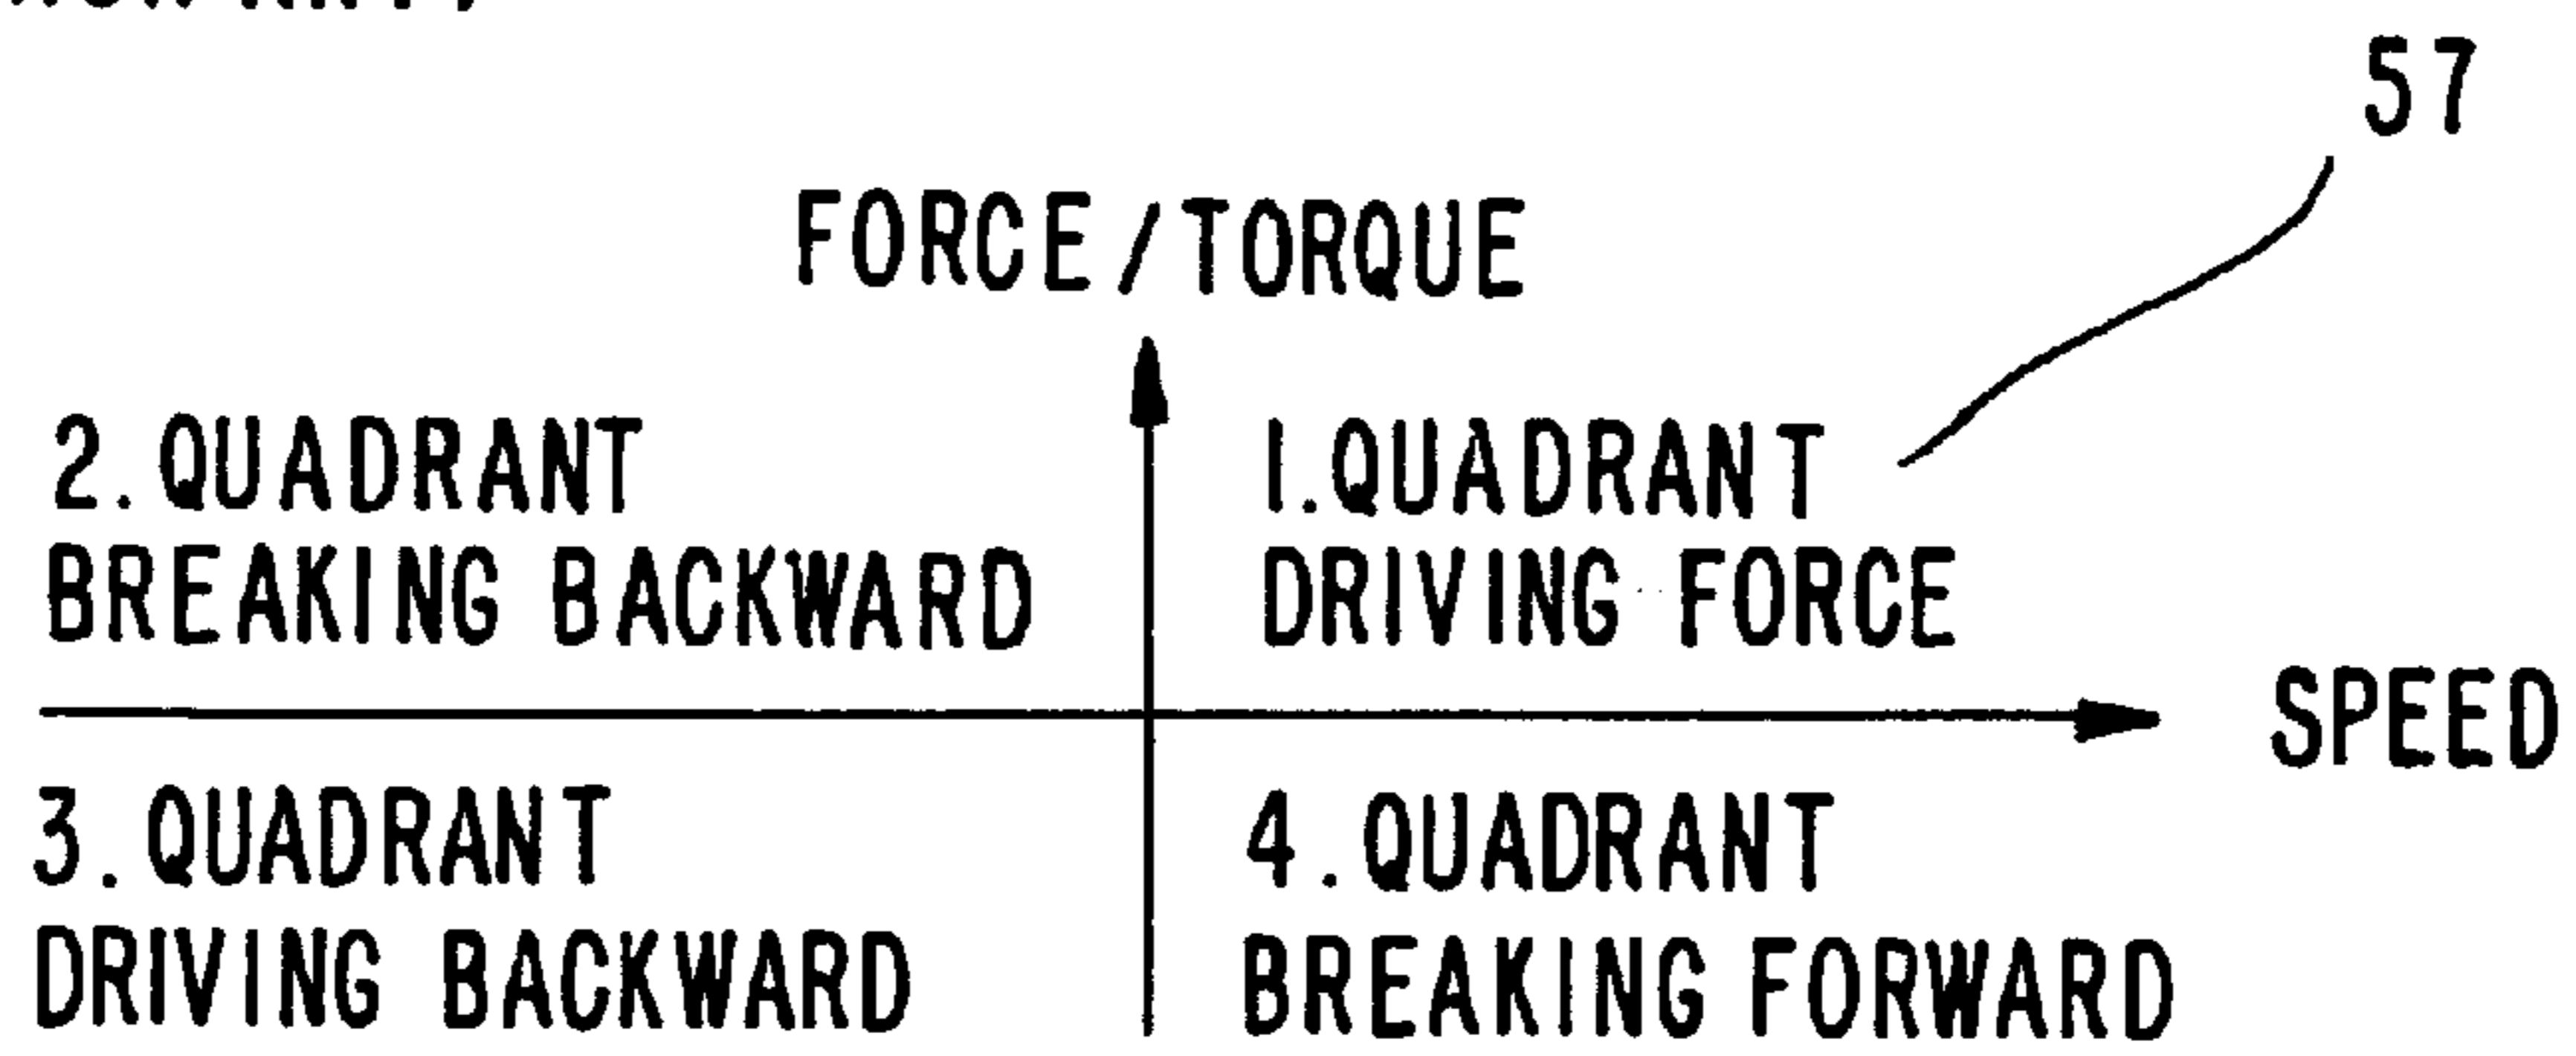 57
FORCE/TORQUE
2. QUADRANT
BREAKING BACKWARD
1. QUADRANT
DRIVING FORCE
SPEED
3. QUADRANT
DRIVING BACKWARD
4. QUADRANT
BREAKING FORWARD